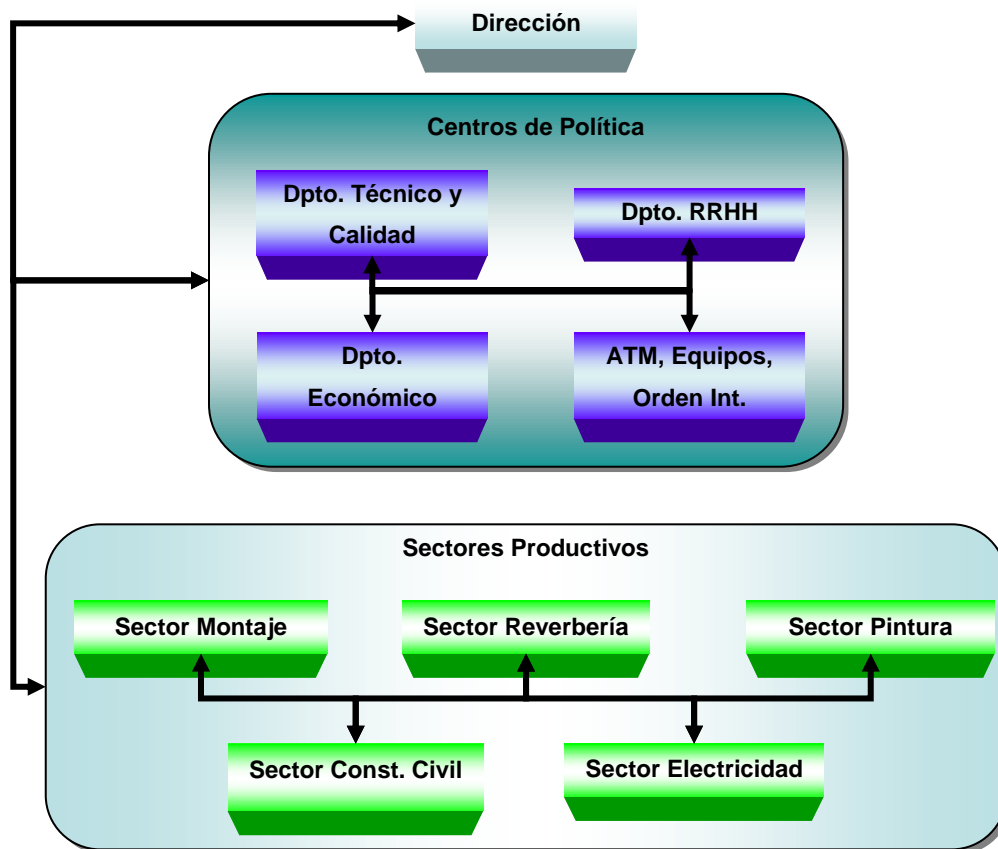 Dirección
Centros de Política
Dpto. Técnico y
Calidad
Dpto. RRHH
Dpto.
Económico
ATM, Equipos,
Orden Int.
Sectores Productivos
Sector Montaje
Sector Reverbería
Sector Pintura
Sector Const. Civil
Sector Electricidad